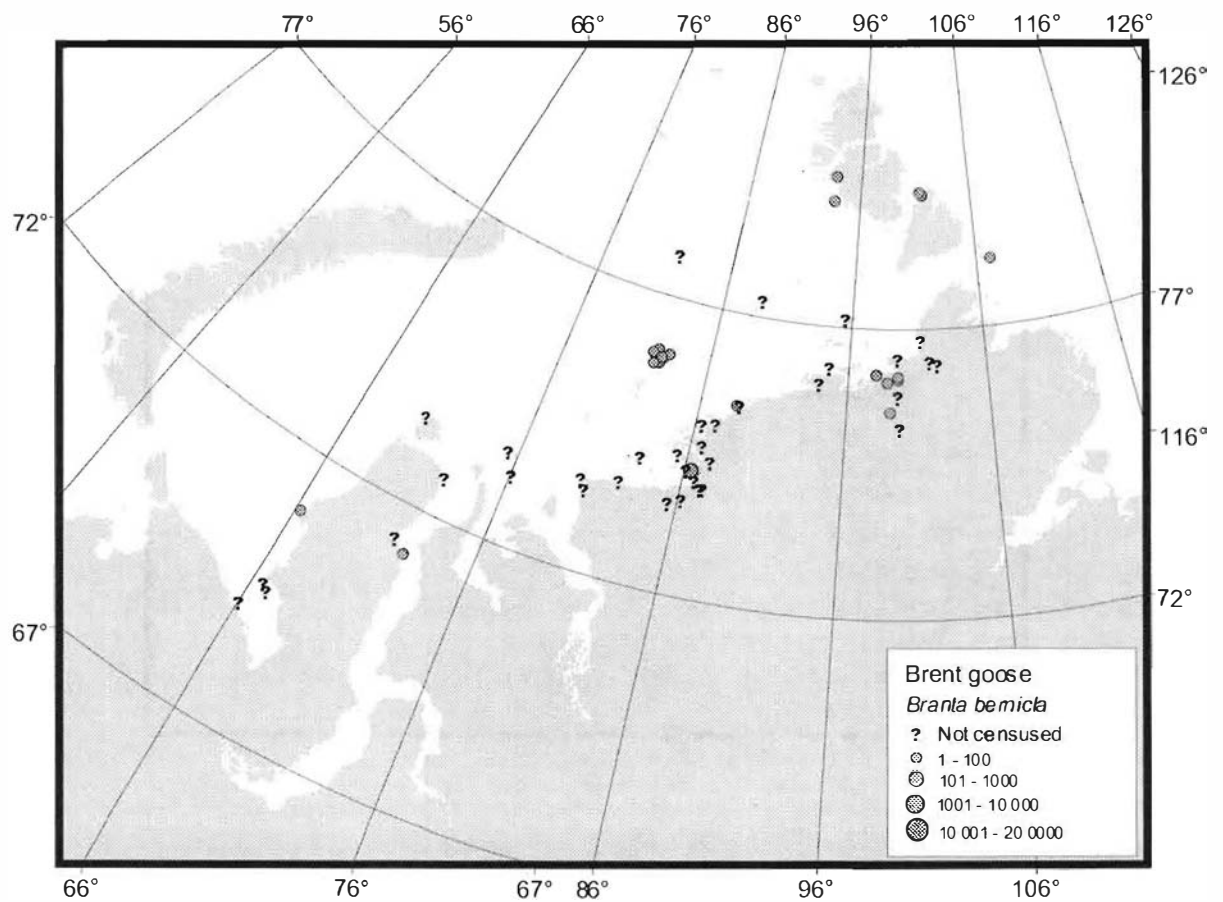 77° 56° 66° 76° 86° 96° 106° 116° 126°
126°
72°
77°
116°
72°
67°
Brent goose
Branta bernicla
? Not censused
1 - 100
101 - 1000
1001 - 10 000
10 001 - 20 0000
66° 76° 67° 86° 96° 106°